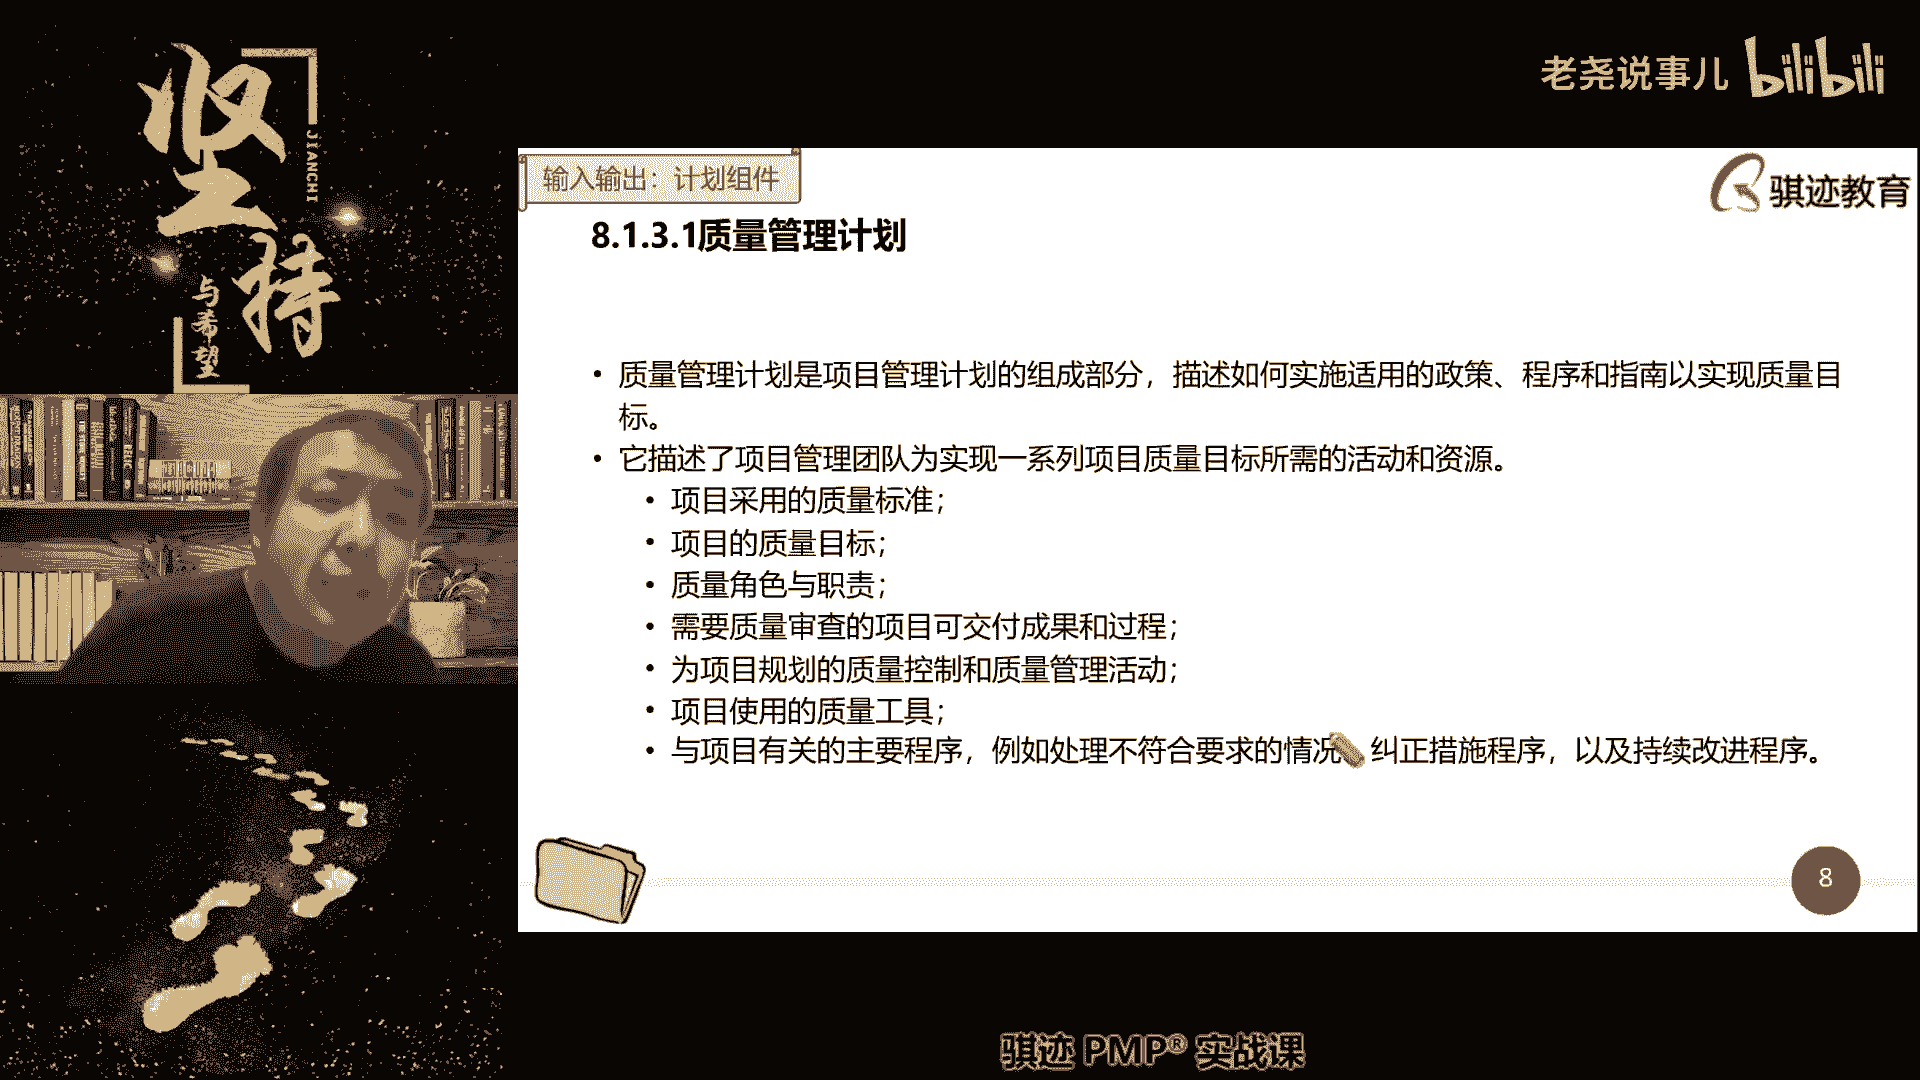 坚持
JIANCHI
与希望
老尧说事儿 bilibili
输入输出：计划组件
骐迹教育
8.1.3.1质量管理计划
• 质量管理计划是项目管理计划的组成部分，描述如何实施适用的政策、程序和指南以实现质量目
标。
• 它描述了项目管理团队为实现一系列项目质量目标所需的活动和资源。
• 项目采用的质量标准；
• 项目的质量目标；
• 质量角色与职责；
• 需要质量审查的项目可交付成果和过程；
• 为项目规划的质量控制和质量管理活动；
• 项目使用的质量工具；
• 与项目有关的主要程序，例如处理不符合要求的情况 纠正措施程序，以及持续改进程序。
8
骐迹 PMP® 实战课